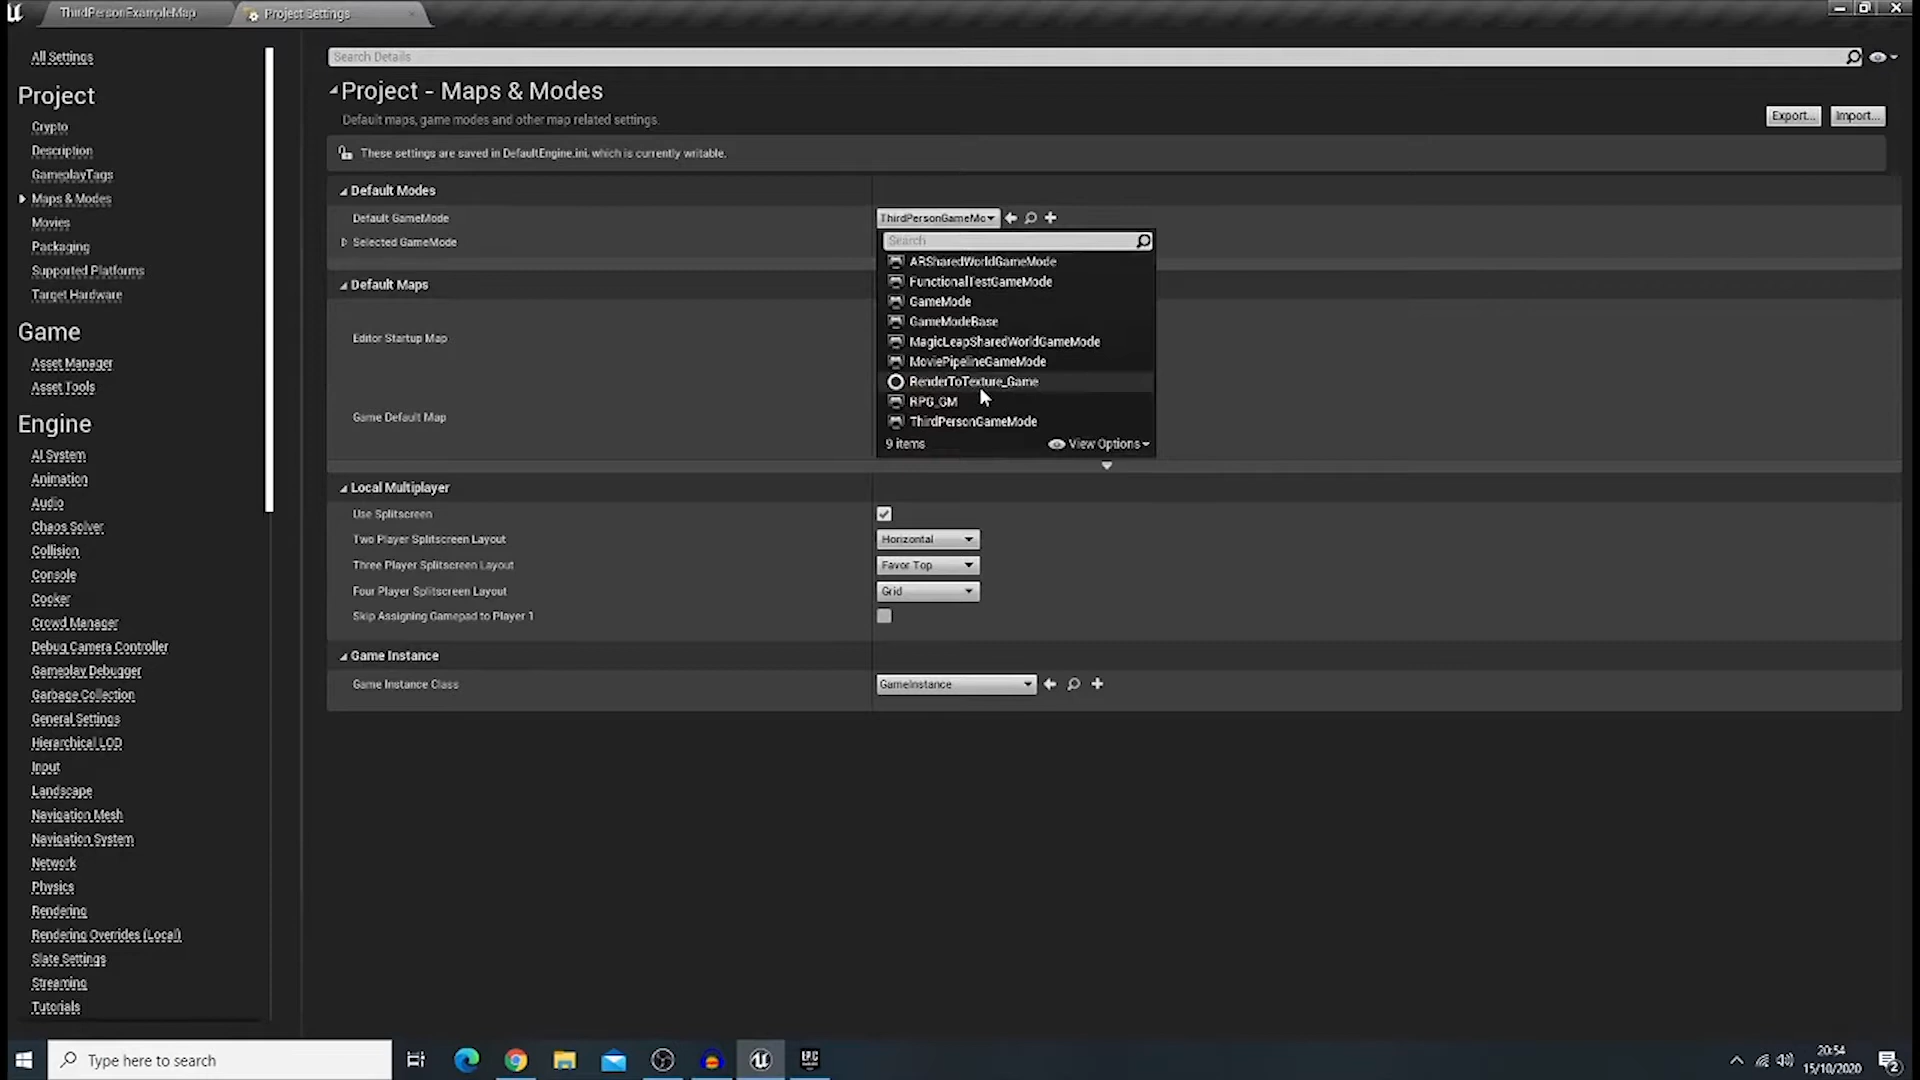 ThirdPersonExampleMap
Project Settings
All Settings
Project
Crypto
Description
GameplayTags
Maps & Modes
Movies
Packaging
Supported Platforms
Target Hardware
Game
Asset Manager
Asset Tools
Engine
AI System
Animation
Audio
Chaos Solver
Collision
Console
Cooker
Crowd Manager
Debug Camera Controller
Gameplay Debugger
Garbage Collection
General Settings
Hierarchical LOD
Input
Landscape
Navigation Mesh
Navigation System
Network
Physics
Rendering
Rendering Overrides (Local)
Slate Settings
Streaming
Tutorials
Search Details
Project - Maps & Modes
Default maps, game modes and other map related settings.
Export... Import...
These settings are saved in DefaultEngine.ini, which is currently writable.
Default Modes
Default GameMode ThirdPersonGameMo
Selected GameMode
Search
ARSharedWorldGameMode
FunctionalTestGameMode
GameMode
GameModeBase
MagicLeapSharedWorldGameMode
MoviePipelineGameMode
RenderToTexture_Game
RPG_GM
ThirdPersonGameMode
9 items View Options
Default Maps
Editor Startup Map
Game Default Map
Local Multiplayer
Use Splitscreen
Two Player Splitscreen Layout Horizontal
Three Player Splitscreen Layout Favor Top
Four Player Splitscreen Layout Grid
Skip Assigning Gamepad to Player 1
Game Instance
Game Instance Class GameInstance
Type here to search
EPIC
20:54
15/10/2020
2